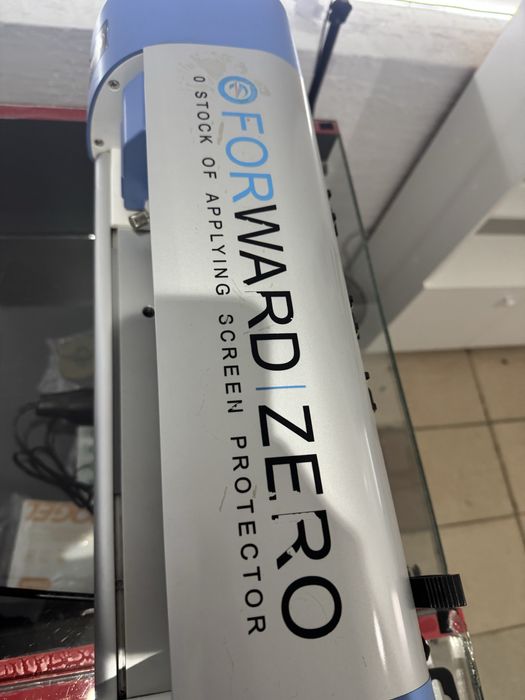 FORWARD|ZERO
0 STOCK OF APPLYING SCREEN PROTECTOR